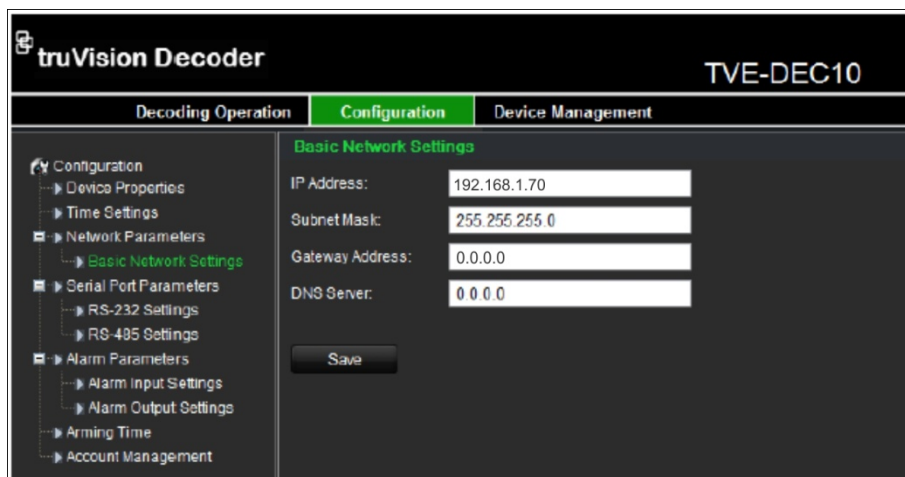 truVision Decoder
TVE-DEC10
Decoding Operation Configuration Device Management
Configuration
Device Properties
Time Settings
Network Parameters
Basic Network Settings
Serial Port Parameters
RS-232 Settings
RS-485 Settings
Alarm Parameters
Alarm Input Settings
Alarm Output Settings
Arming Time
Account Management
Basic Network Settings
IP Address: 192.168.1.70
Subnet Mask: 255.255.255.0
Gateway Address: 0.0.0.0
DNS Server: 0.0.0.0
Save